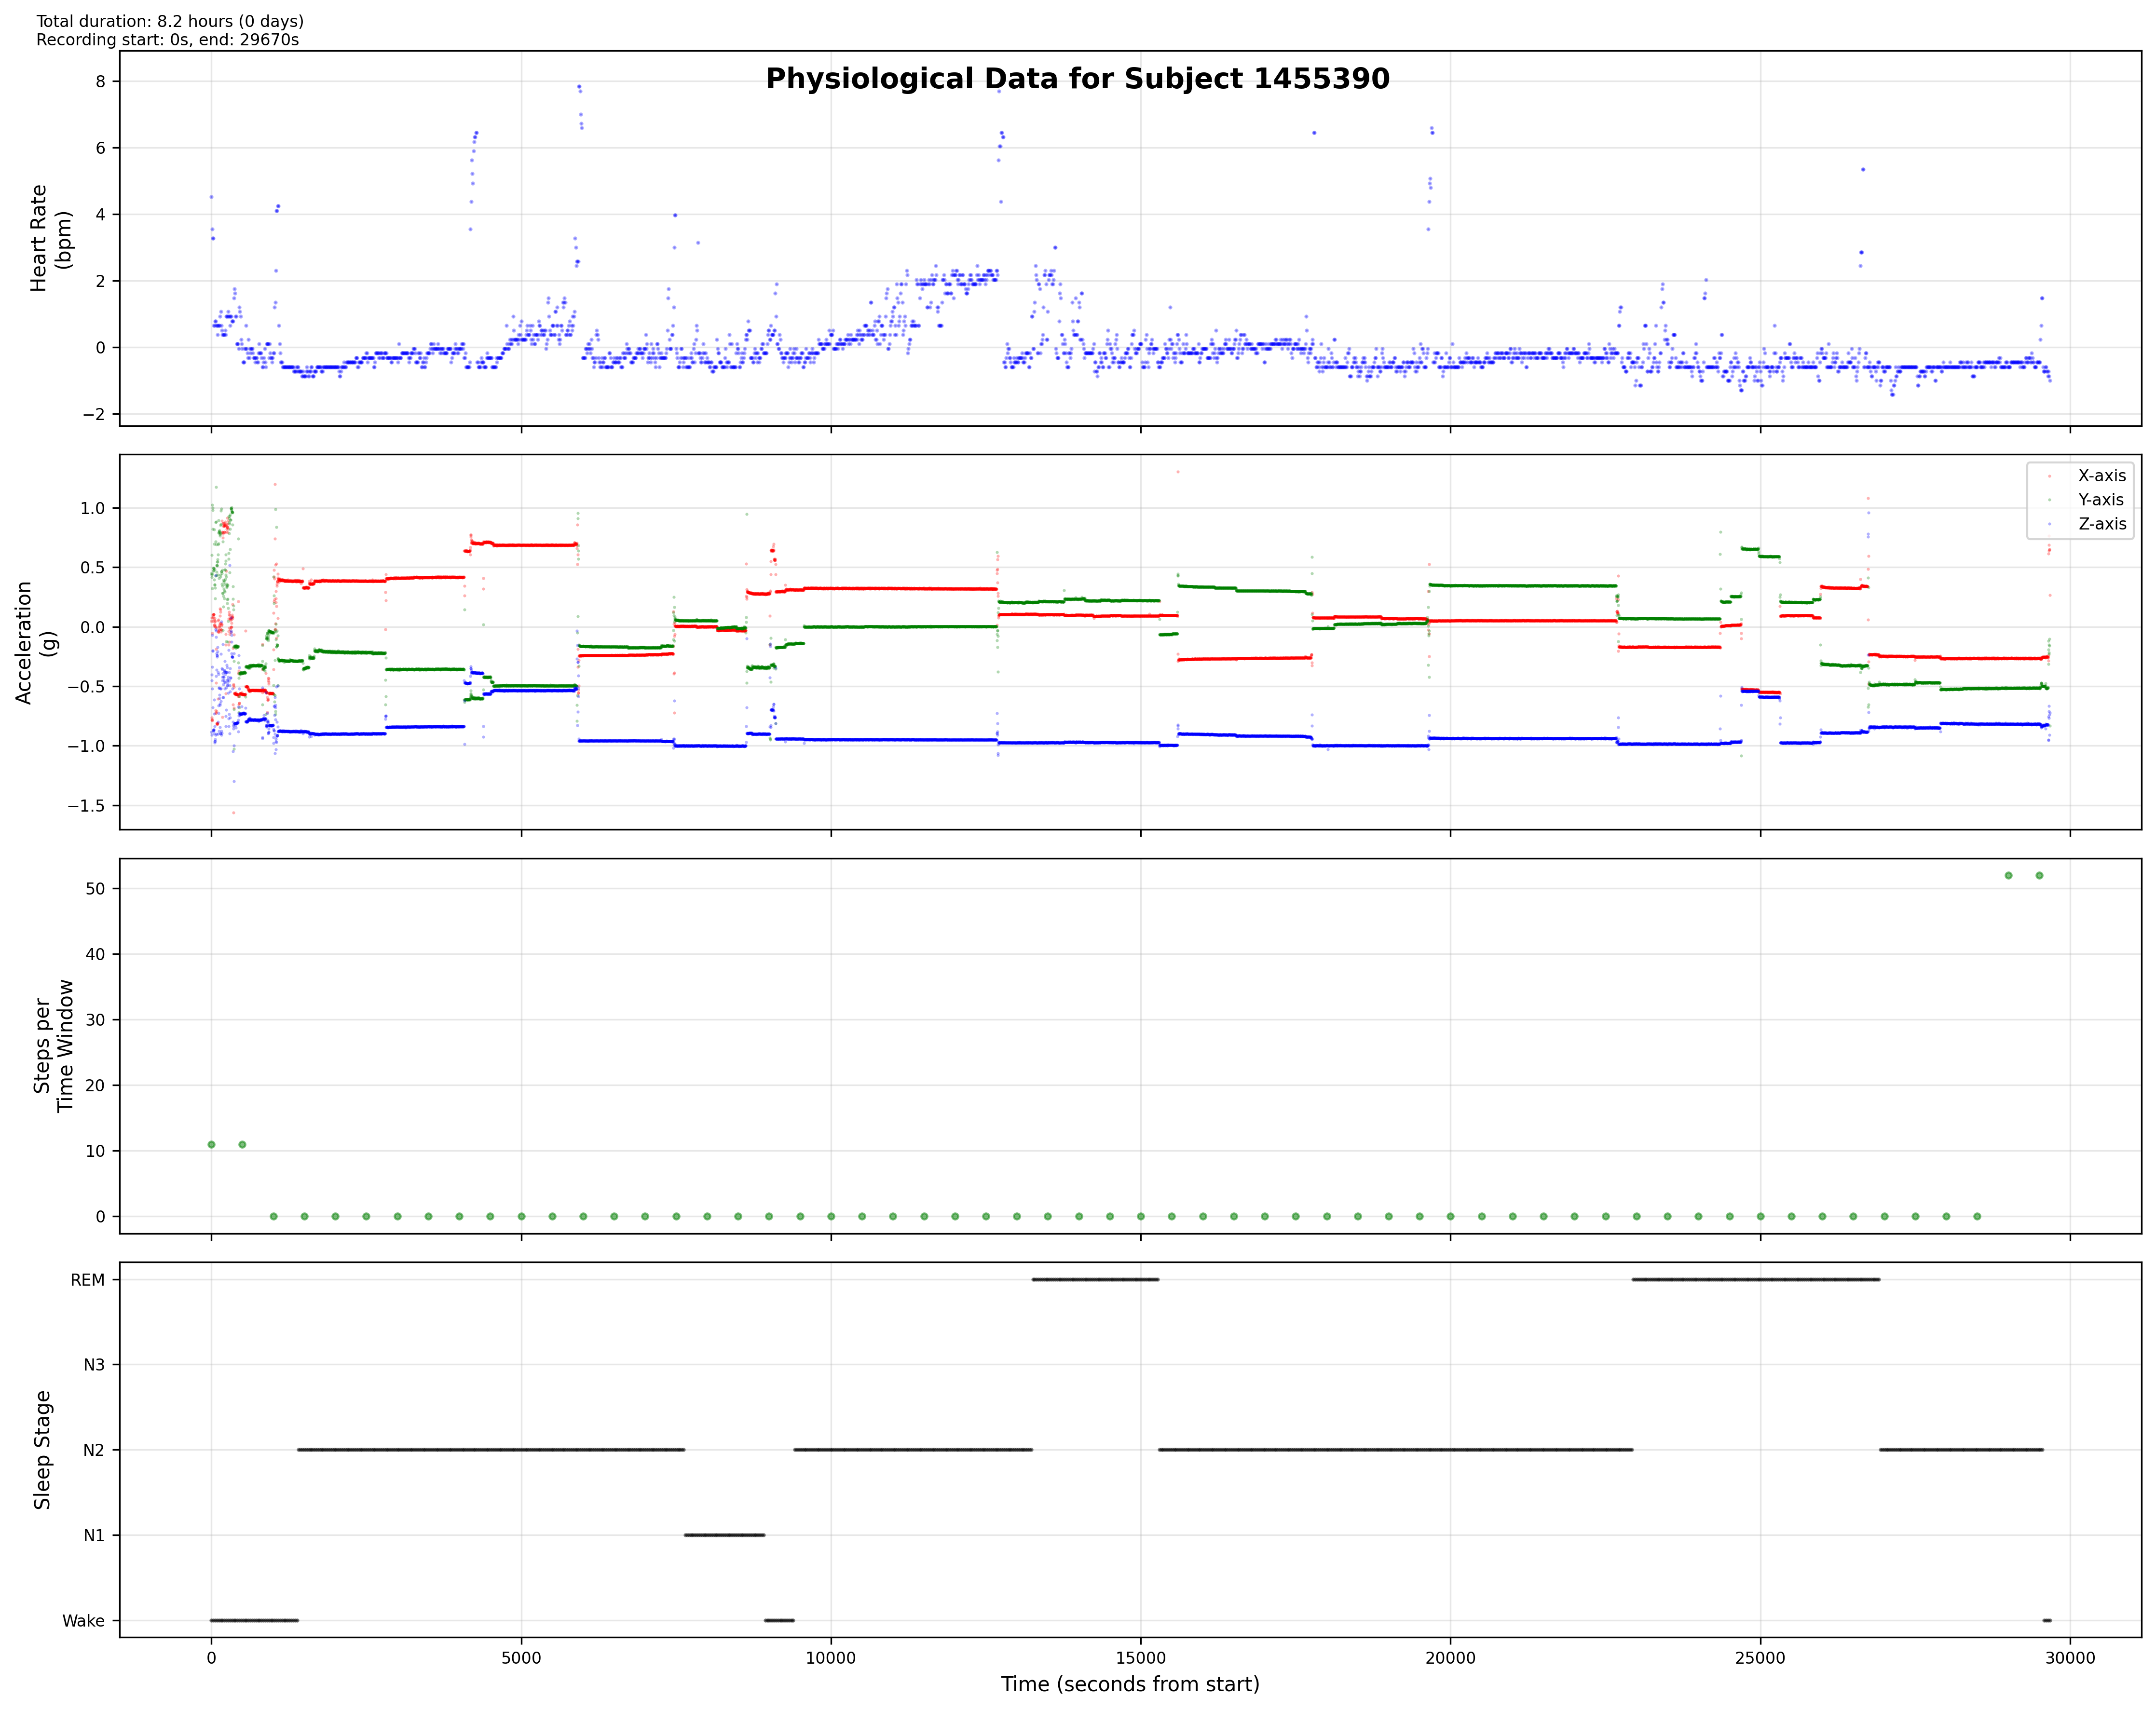 Total duration: 8.2 hours (0 days)
Recording start: 0s, end: 29670s
Physiological Data for Subject 1455390
Heart Rate
(bpm)
8
6
4
2
0
−2
Acceleration
(g)
1.0
0.5
0.0
−0.5
−1.0
−1.5
X-axis
Y-axis
Z-axis
Steps per
Time Window
50
40
30
20
10
0
Sleep Stage
REM
N3
N2
N1
Wake
0 5000 10000 15000 20000 25000 30000
Time (seconds from start)